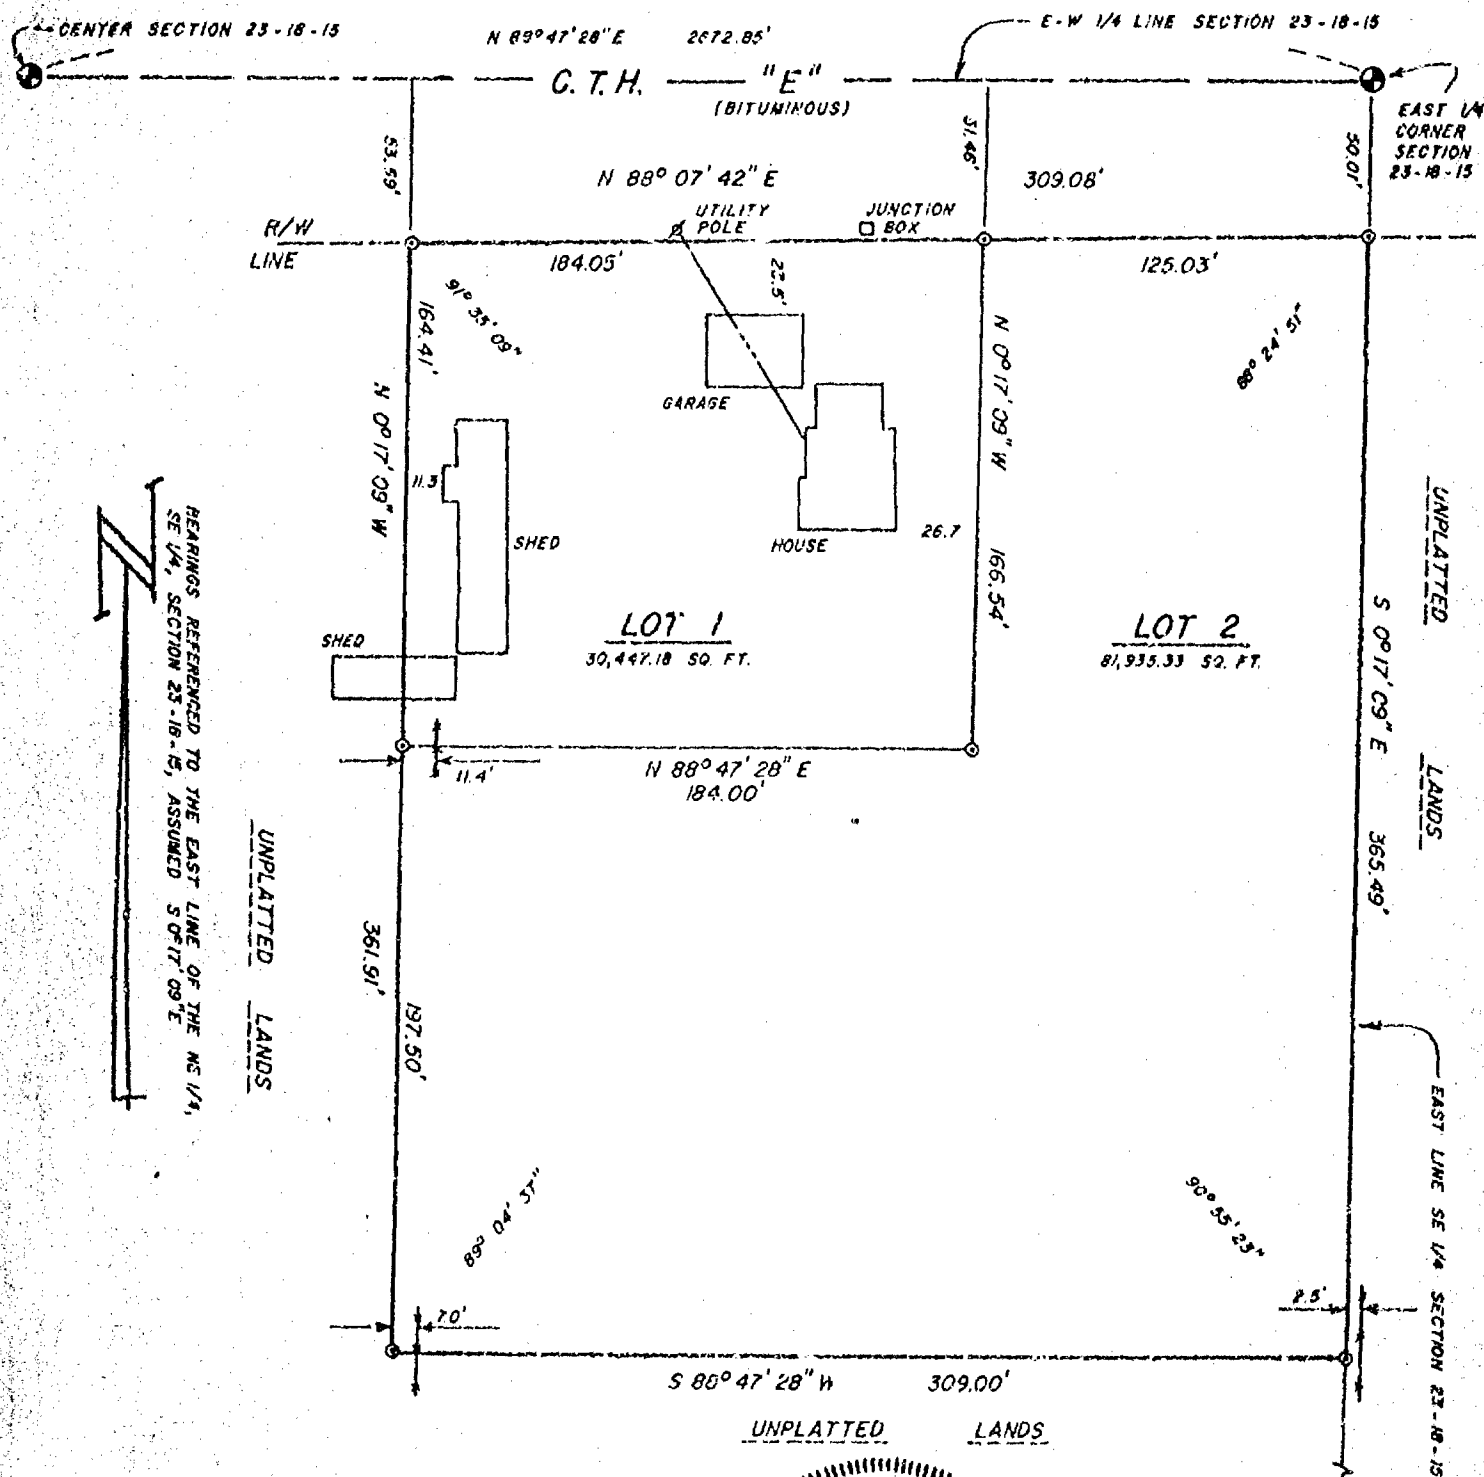 CENTER SECTION 23-18-15
N 89°47'28"E 2672.85'
E-W 1/4 LINE SECTION 23-18-15
C.T.H. "E"
(BITUMINOUS)
EAST 1/4
CORNER
SECTION
23-18-15
53.59'
51.46'
50.01'
N 88° 07' 42" E
309.08'
UTILITY
POLE
JUNCTION
BOX
R/W
LINE
184.05'
125.03'
22.5'
91° 35' 09"
88° 24' 51"
164.41'
N 0° 17' 09" W
N 0° 17' 09" W
GARAGE
11.3
SHED
HOUSE
26.7
166.54'
UNPLATTED
LANDS
S 0° 17' 09" E
365.49'
LOT 1
30,447.18 SQ. FT.
LOT 2
81,935.33 SQ. FT.
SHED
11.4'
N 88° 47' 28" E
184.00'
BEARINGS REFERENCED TO THE EAST LINE OF THE NE 1/4,
SE 1/4, SECTION 23-18-15, ASSUMED S 0° 17' 09" E
UNPLATTED
LANDS
361.91'
197.50'
EAST LINE SE 1/4 SECTION 23-18-15
89° 04' 37"
90° 55' 23"
7.0'
S 88° 47' 28" W 309.00'
UNPLATTED LANDS